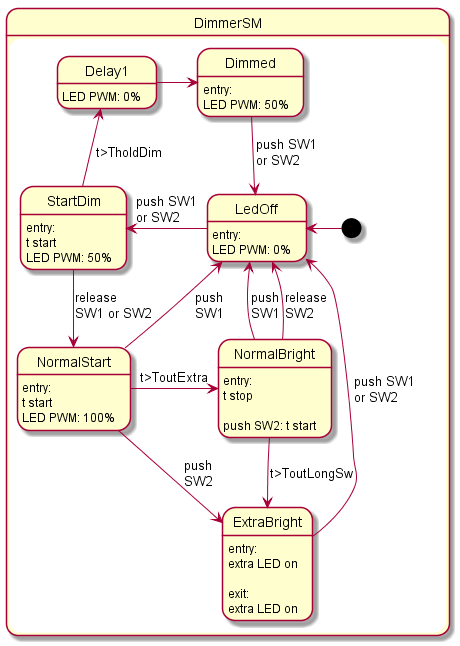 DimmerSM
Delay1
LED PWM: 0%
Dimmed
entry:
LED PWM: 50%
t>TholdDim
push SW1
or SW2
StartDim
entry:
t start
LED PWM: 50%
push SW1
or SW2
LedOff
entry:
LED PWM: 0%
release
SW1 or SW2
push
SW1
push
SW1
release
SW2
NormalStart
entry:
t start
LED PWM: 100%
t>ToutExtra
NormalBright
entry:
t stop
push SW2: t start
push SW1
or SW2
push
SW2
t>ToutLongSw
ExtraBright
entry:
extra LED on
exit:
extra LED on